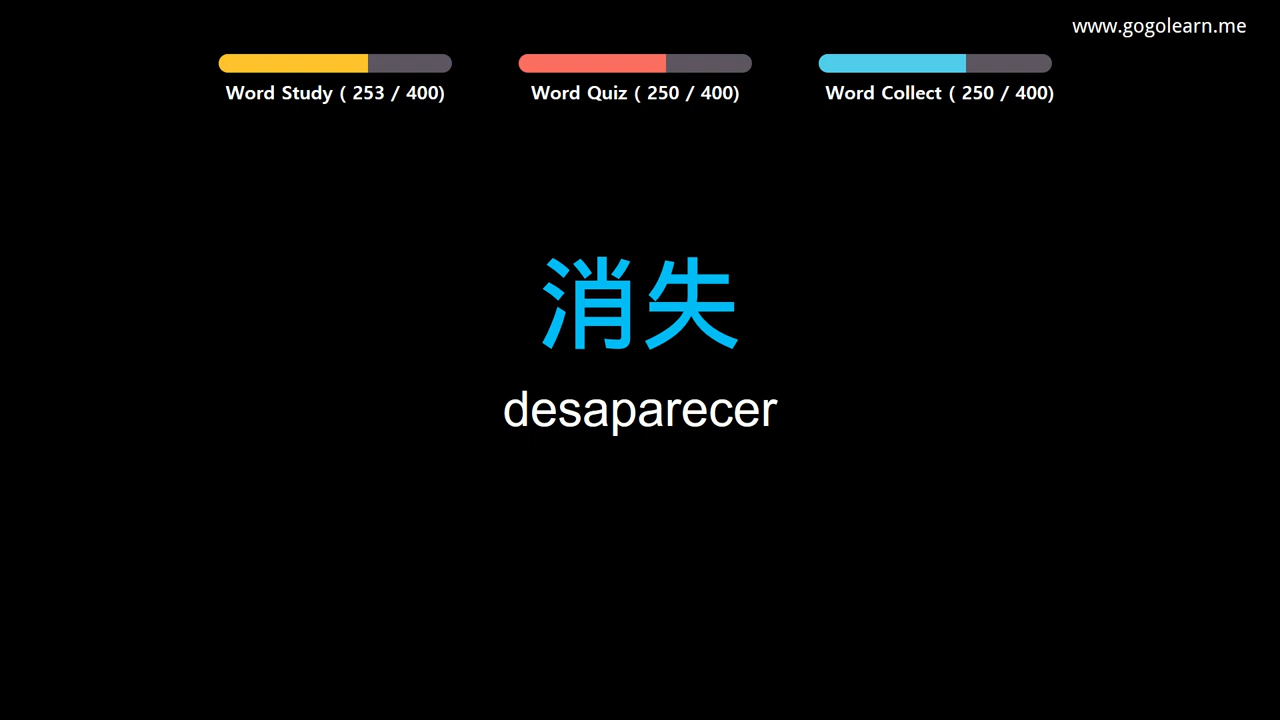 www.gogolearn.me
Word Study ( 253 / 400)
Word Quiz ( 250 / 400)
Word Collect ( 250 / 400)
消失
desaparecer